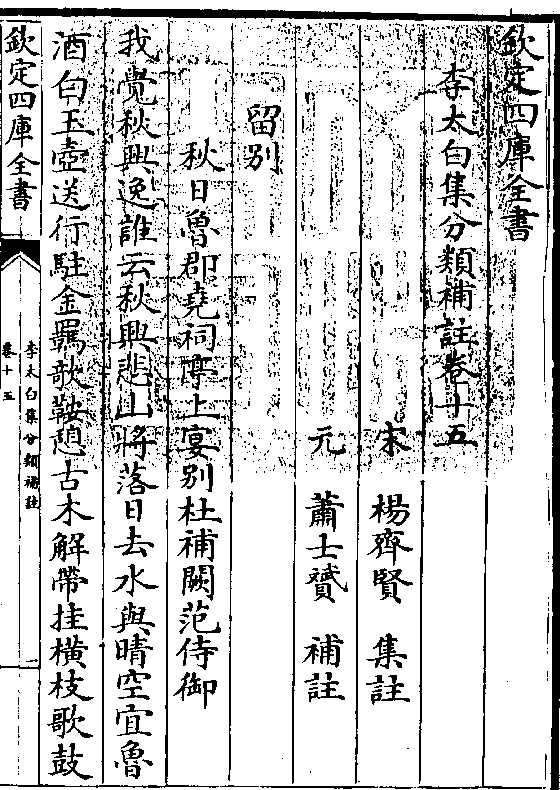 欽定四庫全書
李太白集分類補註卷十五
宋 楊齊賢 集註
元 蕭士贇 補註
留別
秋日魯郡堯祠亭上宴別杜補闕范侍御
我覺秋興逸誰云秋興悲山將落日去水與晴空宜魯
酒白玉壺送行駐金羈歇鞍憩古木解帶挂橫枝歌鼓
欽定四庫全書
李太白集分類補註
卷十五
一